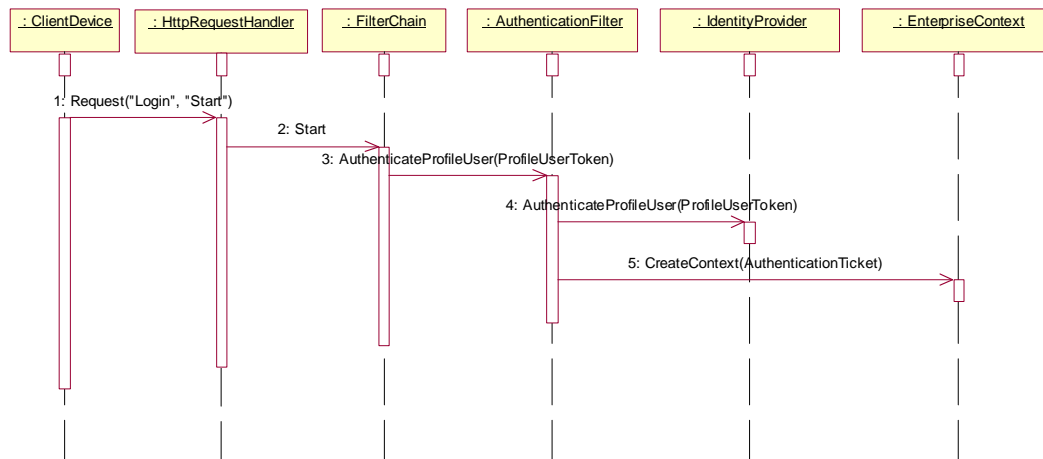 : ClientDevice
: HttpRequestHandler
: FilterChain
: AuthenticationFilter
: IdentityProvider
: EnterpriseContext
1: Request("Login", "Start")
2: Start
3: AuthenticateProfileUser(ProfileUserToken)
4: AuthenticateProfileUser(ProfileUserToken)
5: CreateContext(AuthenticationTicket)